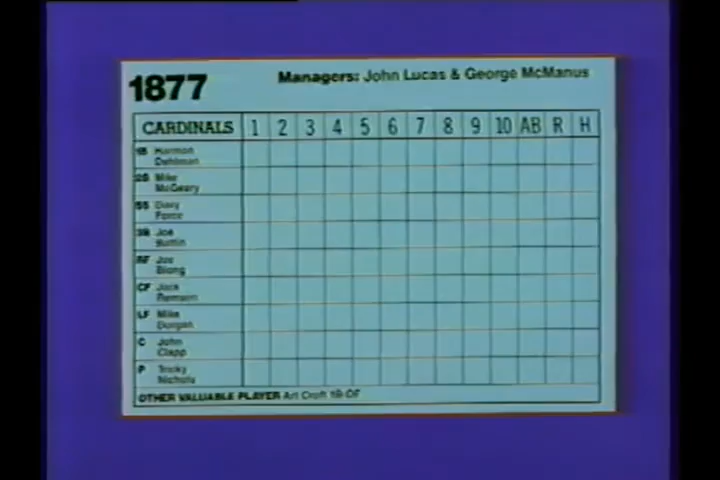 1877
Managers: John Lucas & George McManus
CARDINALS 1 2 3 4 5 6 7 8 9 10 AB R H
1B Harmon
Dehlman
2B Mike
McGeary
SS Davy
Force
3B Joe
RF Joe
Blong
CF Jack
Remsen
LF Mike
Dorgan
C John
Clapp
P Tricky
Nichols
OTHER VALUABLE PLAYER Art Croft 1B-OF